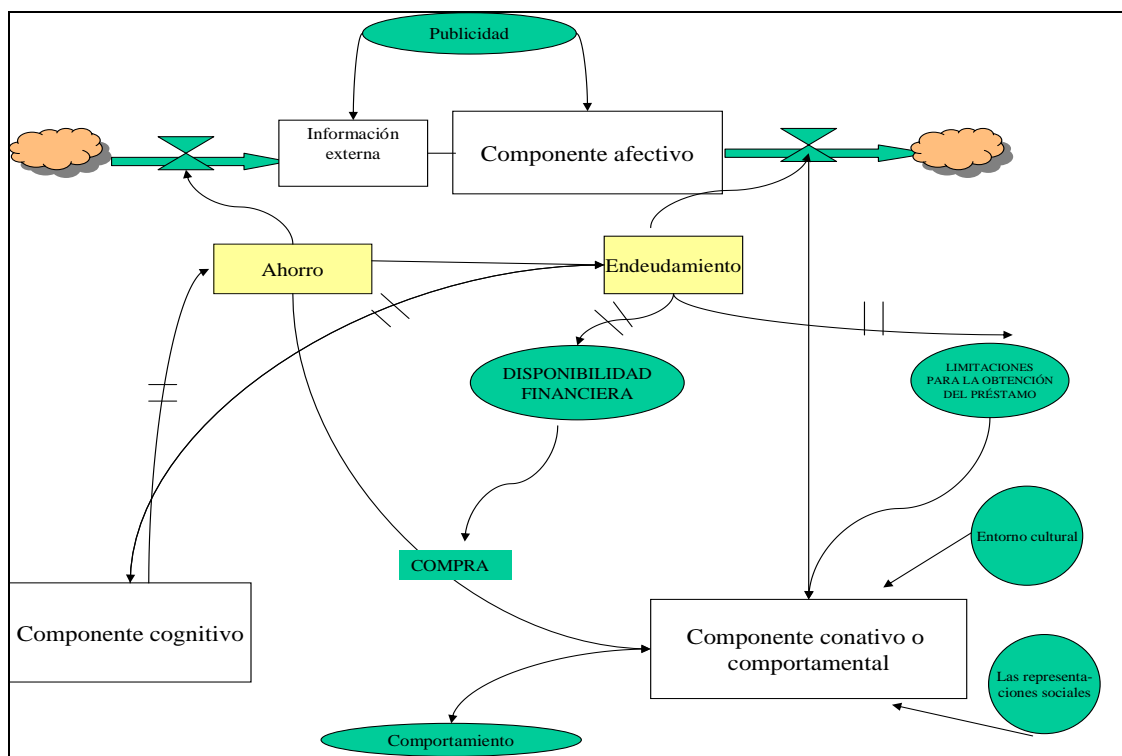 Publicidad
Información
externa
Componente afectivo
Ahorro
Endeudamiento
DISPONIBILIDAD
FINANCIERA
LIMITACIONES
PARA LA OBTENCIÓN
DEL PRÉSTAMO
Entorno cultural
COMPRA
Componente cognitivo
Componente conativo o
comportamental
Las representa-
ciones sociales
Comportamiento